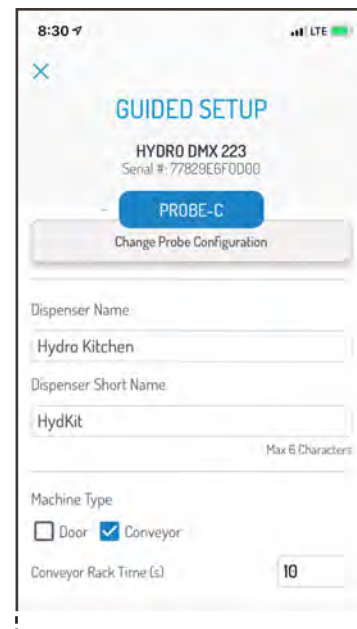 8:30
LTE
GUIDED SETUP
HYDRO DMX 223
Serial #: 77829E6F0D00
PROBE-C
Change Probe Configuration
Dispenser Name
Hydro Kitchen
Dispenser Short Name
HydKit
Max 6 Characters
Machine Type
Door Conveyor
Conveyor Rack Time (s) 10